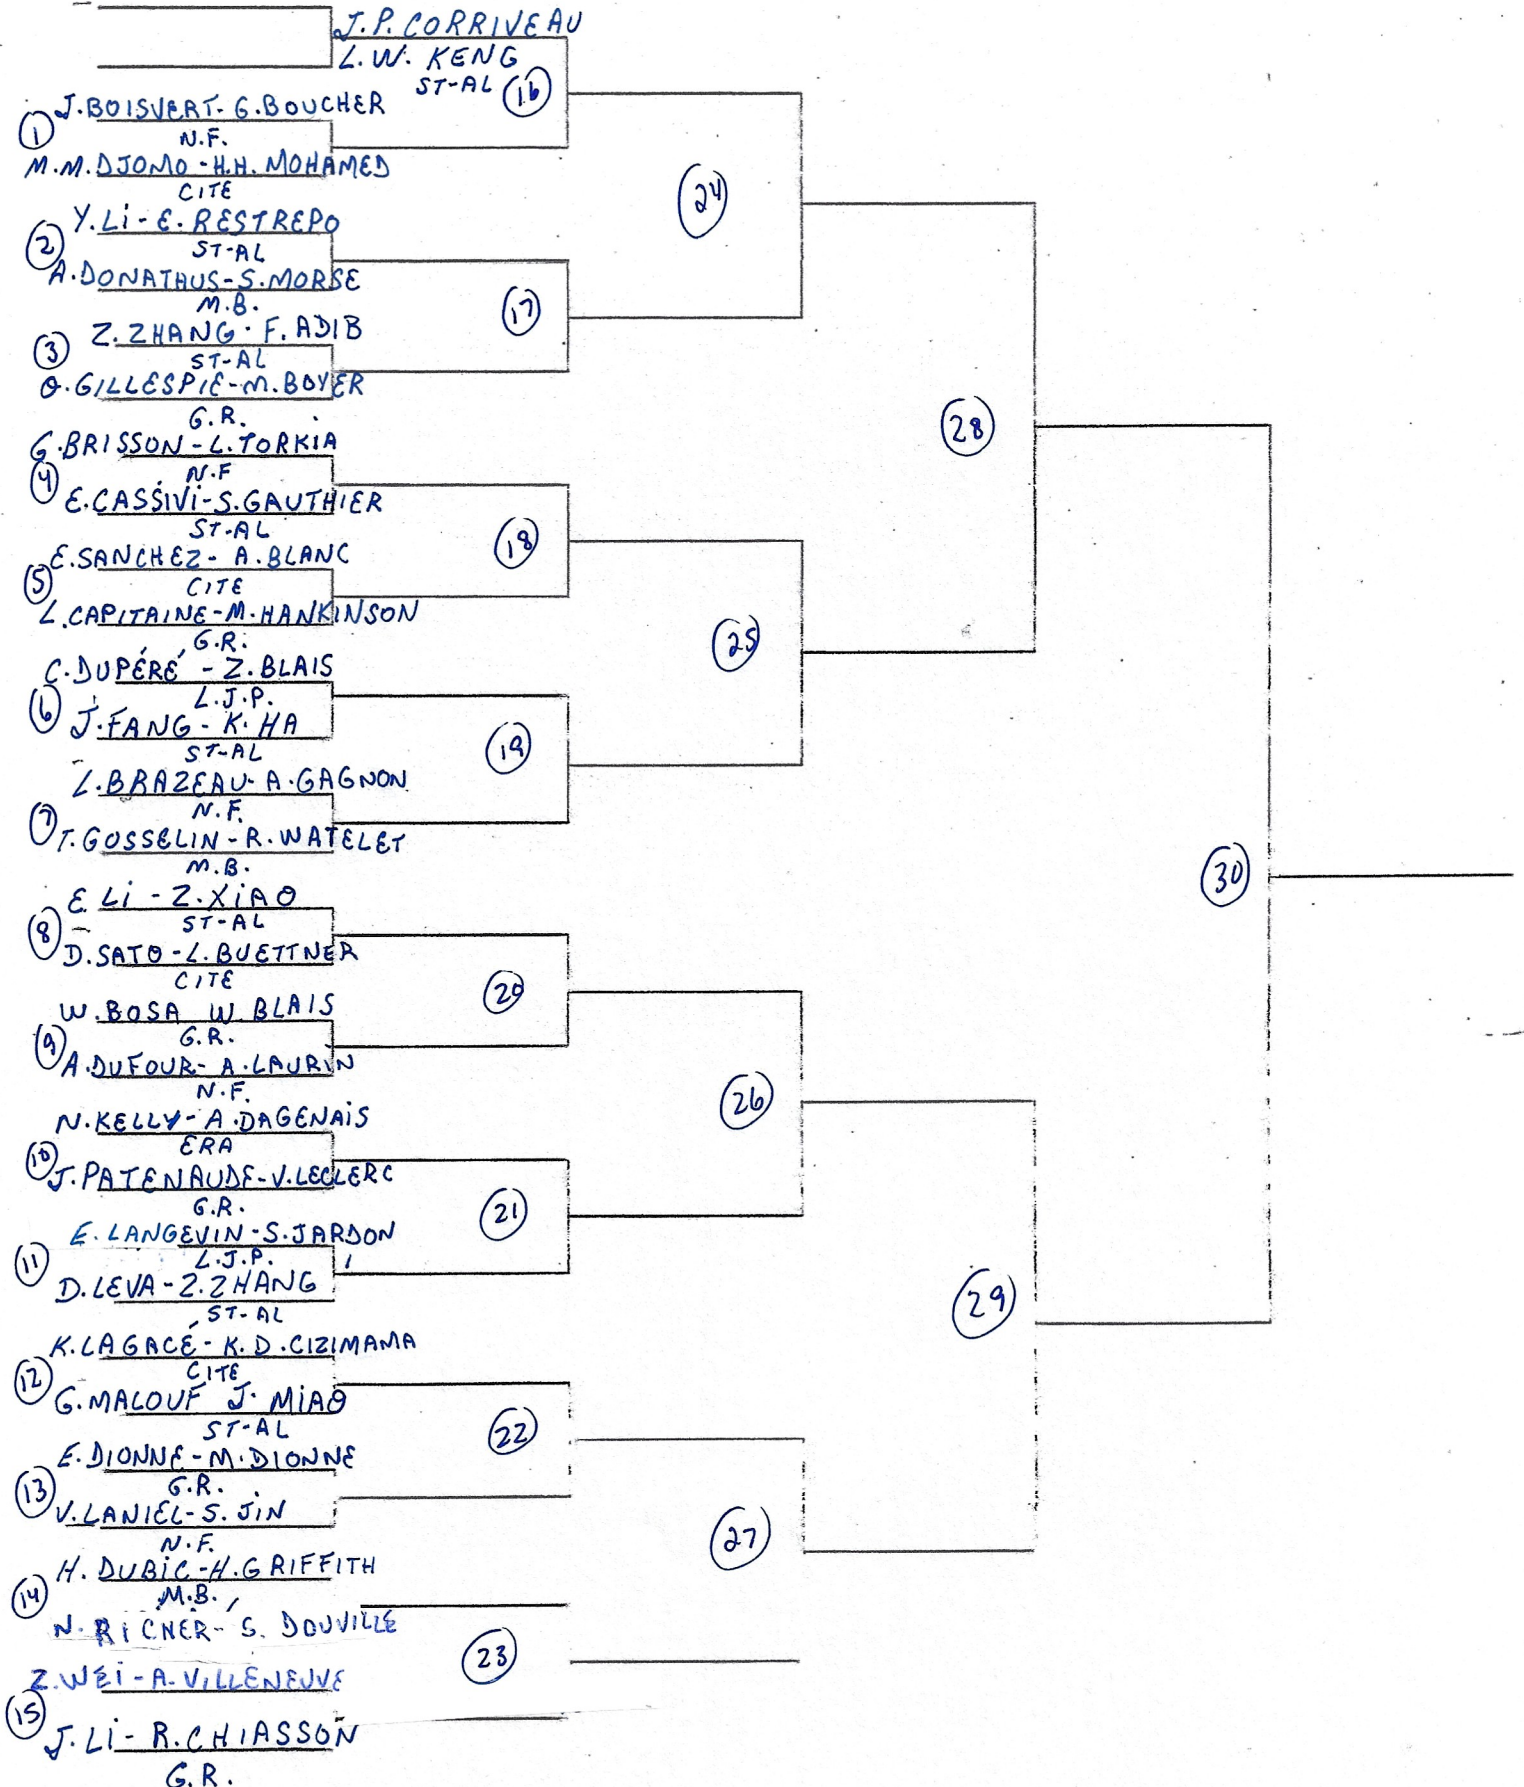 J.P. CORRIVEAU
L.W. KENG
ST-AL
16
J.BOISVERT-G.BOUCHER
1
N.F.
M.M.DJOMO-H.H.MOHAMED
CITE
24
Y.Li-E.RESTREPO
2
ST-AL
A.DONATHUS-S.MORSE
M.B.
17
Z.ZHANG-F.ADIB
3
ST-AL
O.GILLESPIE-M.BOYER
G.R.
28
G.BRISSON-L.TORKIA
4
N.F
E.CASSiVi-S.GAUTHIER
ST-AL
18
E.SANCHEZ-A.BLANC
5
CITE
L.CAPITAINE-M.HANKINSON
G.R.
25
C.DUPÉRÉ-Z.BLAIS
6
L.J.P.
J.FANG-K.HA
ST-AL
19
L.BRAZEAU-A.GAGNON
7
N.F.
T.GOSSELIN-R.WATELET
M.B.
30
E.Li-Z.XiAO
8
ST-AL
D.SATO-L.BUETTNER
CITE
20
W.BOSA W.BLAIS
9
G.R.
A.DUFOUR-A.LAURIN
N.F.
26
N.KELLY-A.DAGENAiS
10
ERA
J.PATENAUDE-V.LECLERC
G.R.
21
E.LANGEVIN-S.JARDON
11
L.J.P.
D.LEVA-Z.ZHANG
ST-AL
29
K.LAGACÉ-K.D.CIZIMAMA
12
CITE
G.MALOUF J.MiAO
ST-AL
22
E.DIONNE-M.DIONNE
13
G.R.
V.LANIEL-S.JiN
N.F.
27
H.DUBiC-H.GRIFFITH
14
M.B.
N.RiCHER-S.DOUVILLE
23
Z.WEi-A.VILLENEUVE
15
J.Li-R.CHIASSON
G.R.